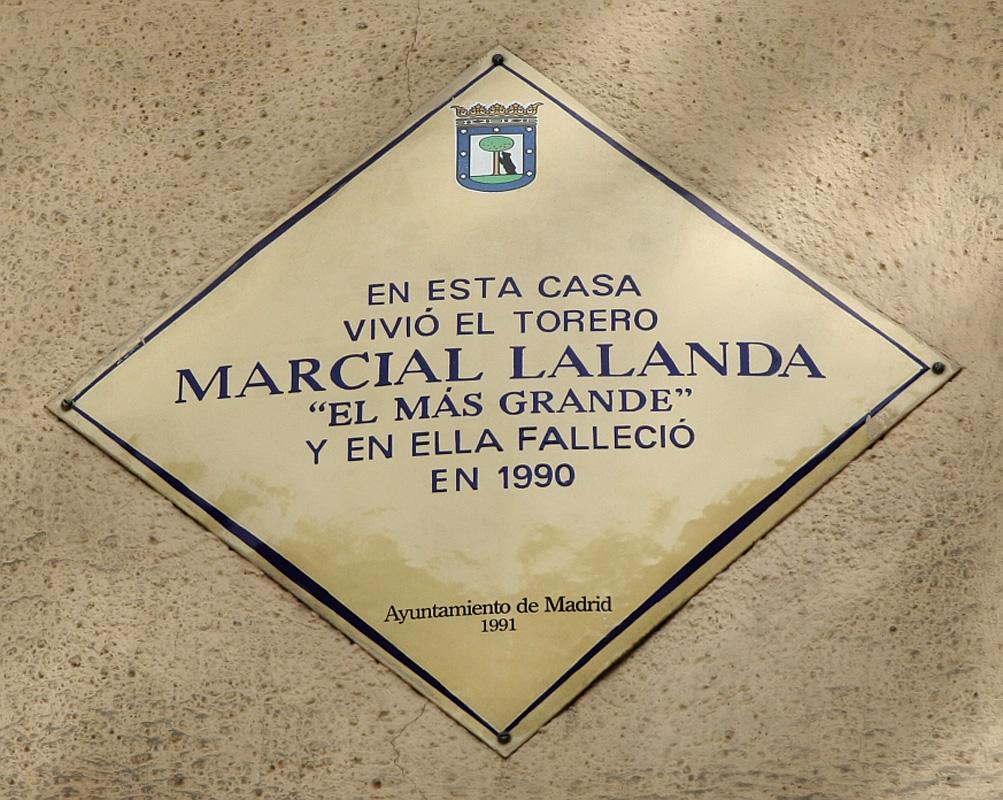 EN ESTA CASA
VIVIÓ EL TORERO
MARCIAL LALANDA
“EL MÁS GRANDE”
Y EN ELLA FALLECIÓ
EN 1990
Ayuntamiento de Madrid
1991